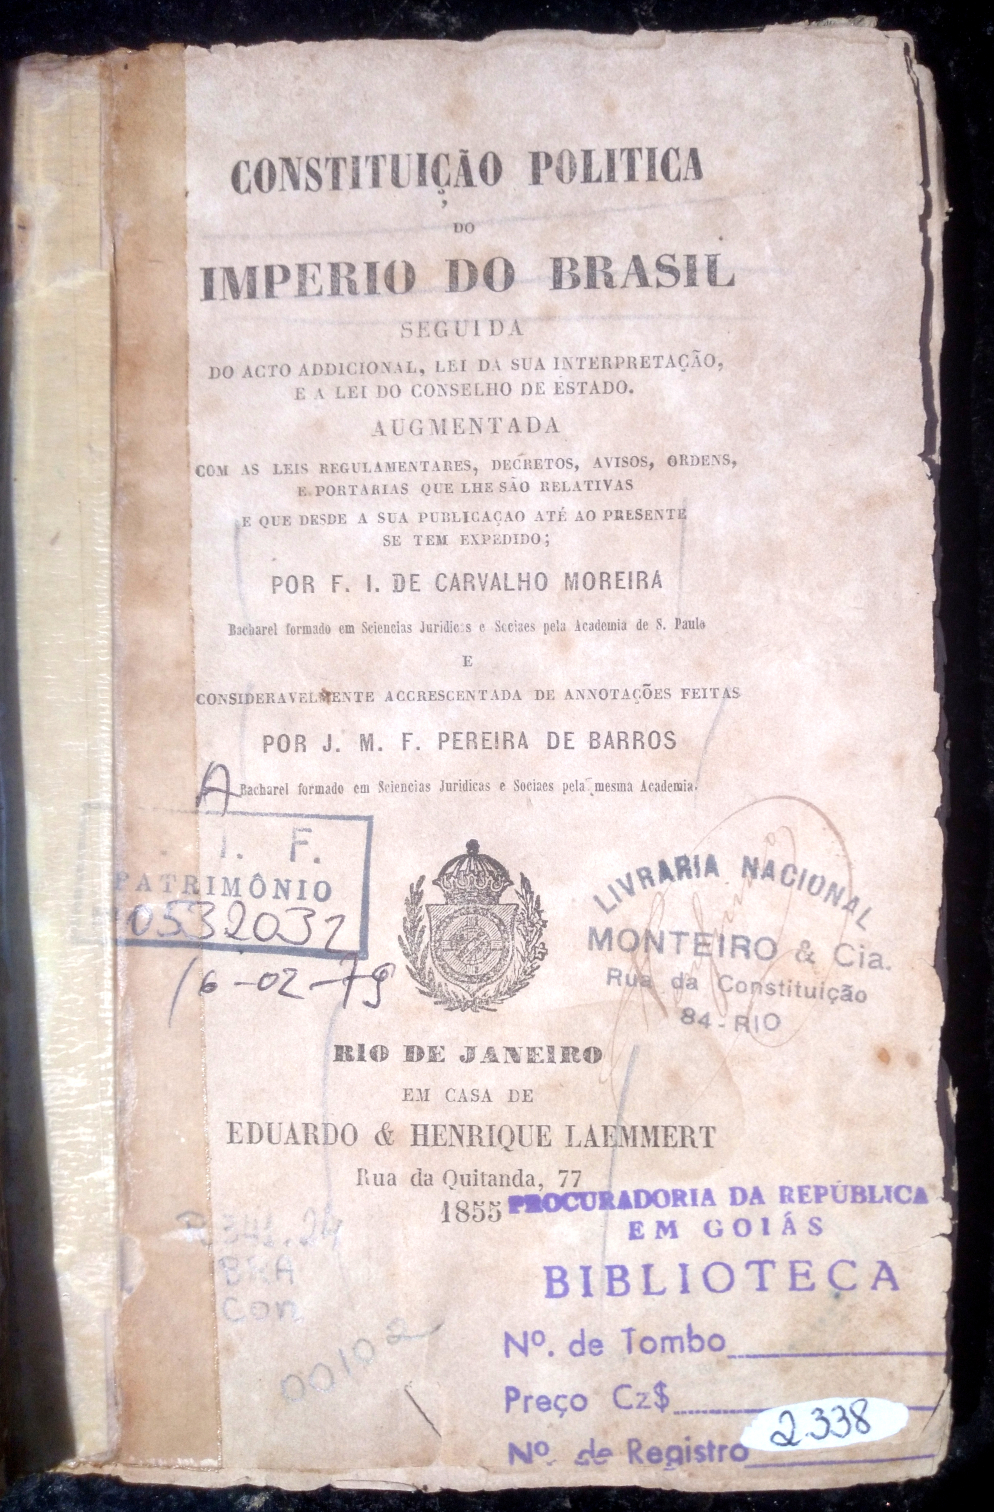 CONSTITUIÇÃO POLITICA
DO
IMPERIO DO BRASIL
SEGUIDA
DO ACTO ADDICIONAL, LEI DA SUA INTERPRETAÇÃO,
E A LEI DO CONSELHO DE ESTADO.
AUGMENTADA
COM AS LEIS REGULAMENTARES, DECRETOS, AVISOS, ORDENS,
E PORTARIAS QUE LHE SÃO RELATIVAS
E QUE DESDE A SUA PUBLICAÇAO ATÉ AO PRESENTE
SE TEM EXPEDIDO;
POR F. I. DE CARVALHO MOREIRA
Bacharel formado em Sciencias Juridicas e Sociaes pela Academia de S. Paulo
E
CONSIDERAVELMENTE ACCRESCENTADA DE ANNOTAÇÕES FEITAS
POR J. M. F. PEREIRA DE BARROS
A
Bacharel formado em Sciencias Juridicas e Sociaes pela mesma Academia.
I. F.
PATRIMÔNIO
0532031
16-02-79
LIVRARIA NACIONAL
MONTEIRO & Cia.
Rua da Constituição
84-RIO
RIO DE JANEIRO
EM CASA DE
EDUARDO & HENRIQUE LAEMMERT
Rua da Quitanda, 77
1855
PROCURADORIA DA REPÚBLICA
EM GOIÁS
BIBLIOTECA
Nº. de Tombo
Preço Cz$
Nº. de Registro 2.338
BRA
Con
00102